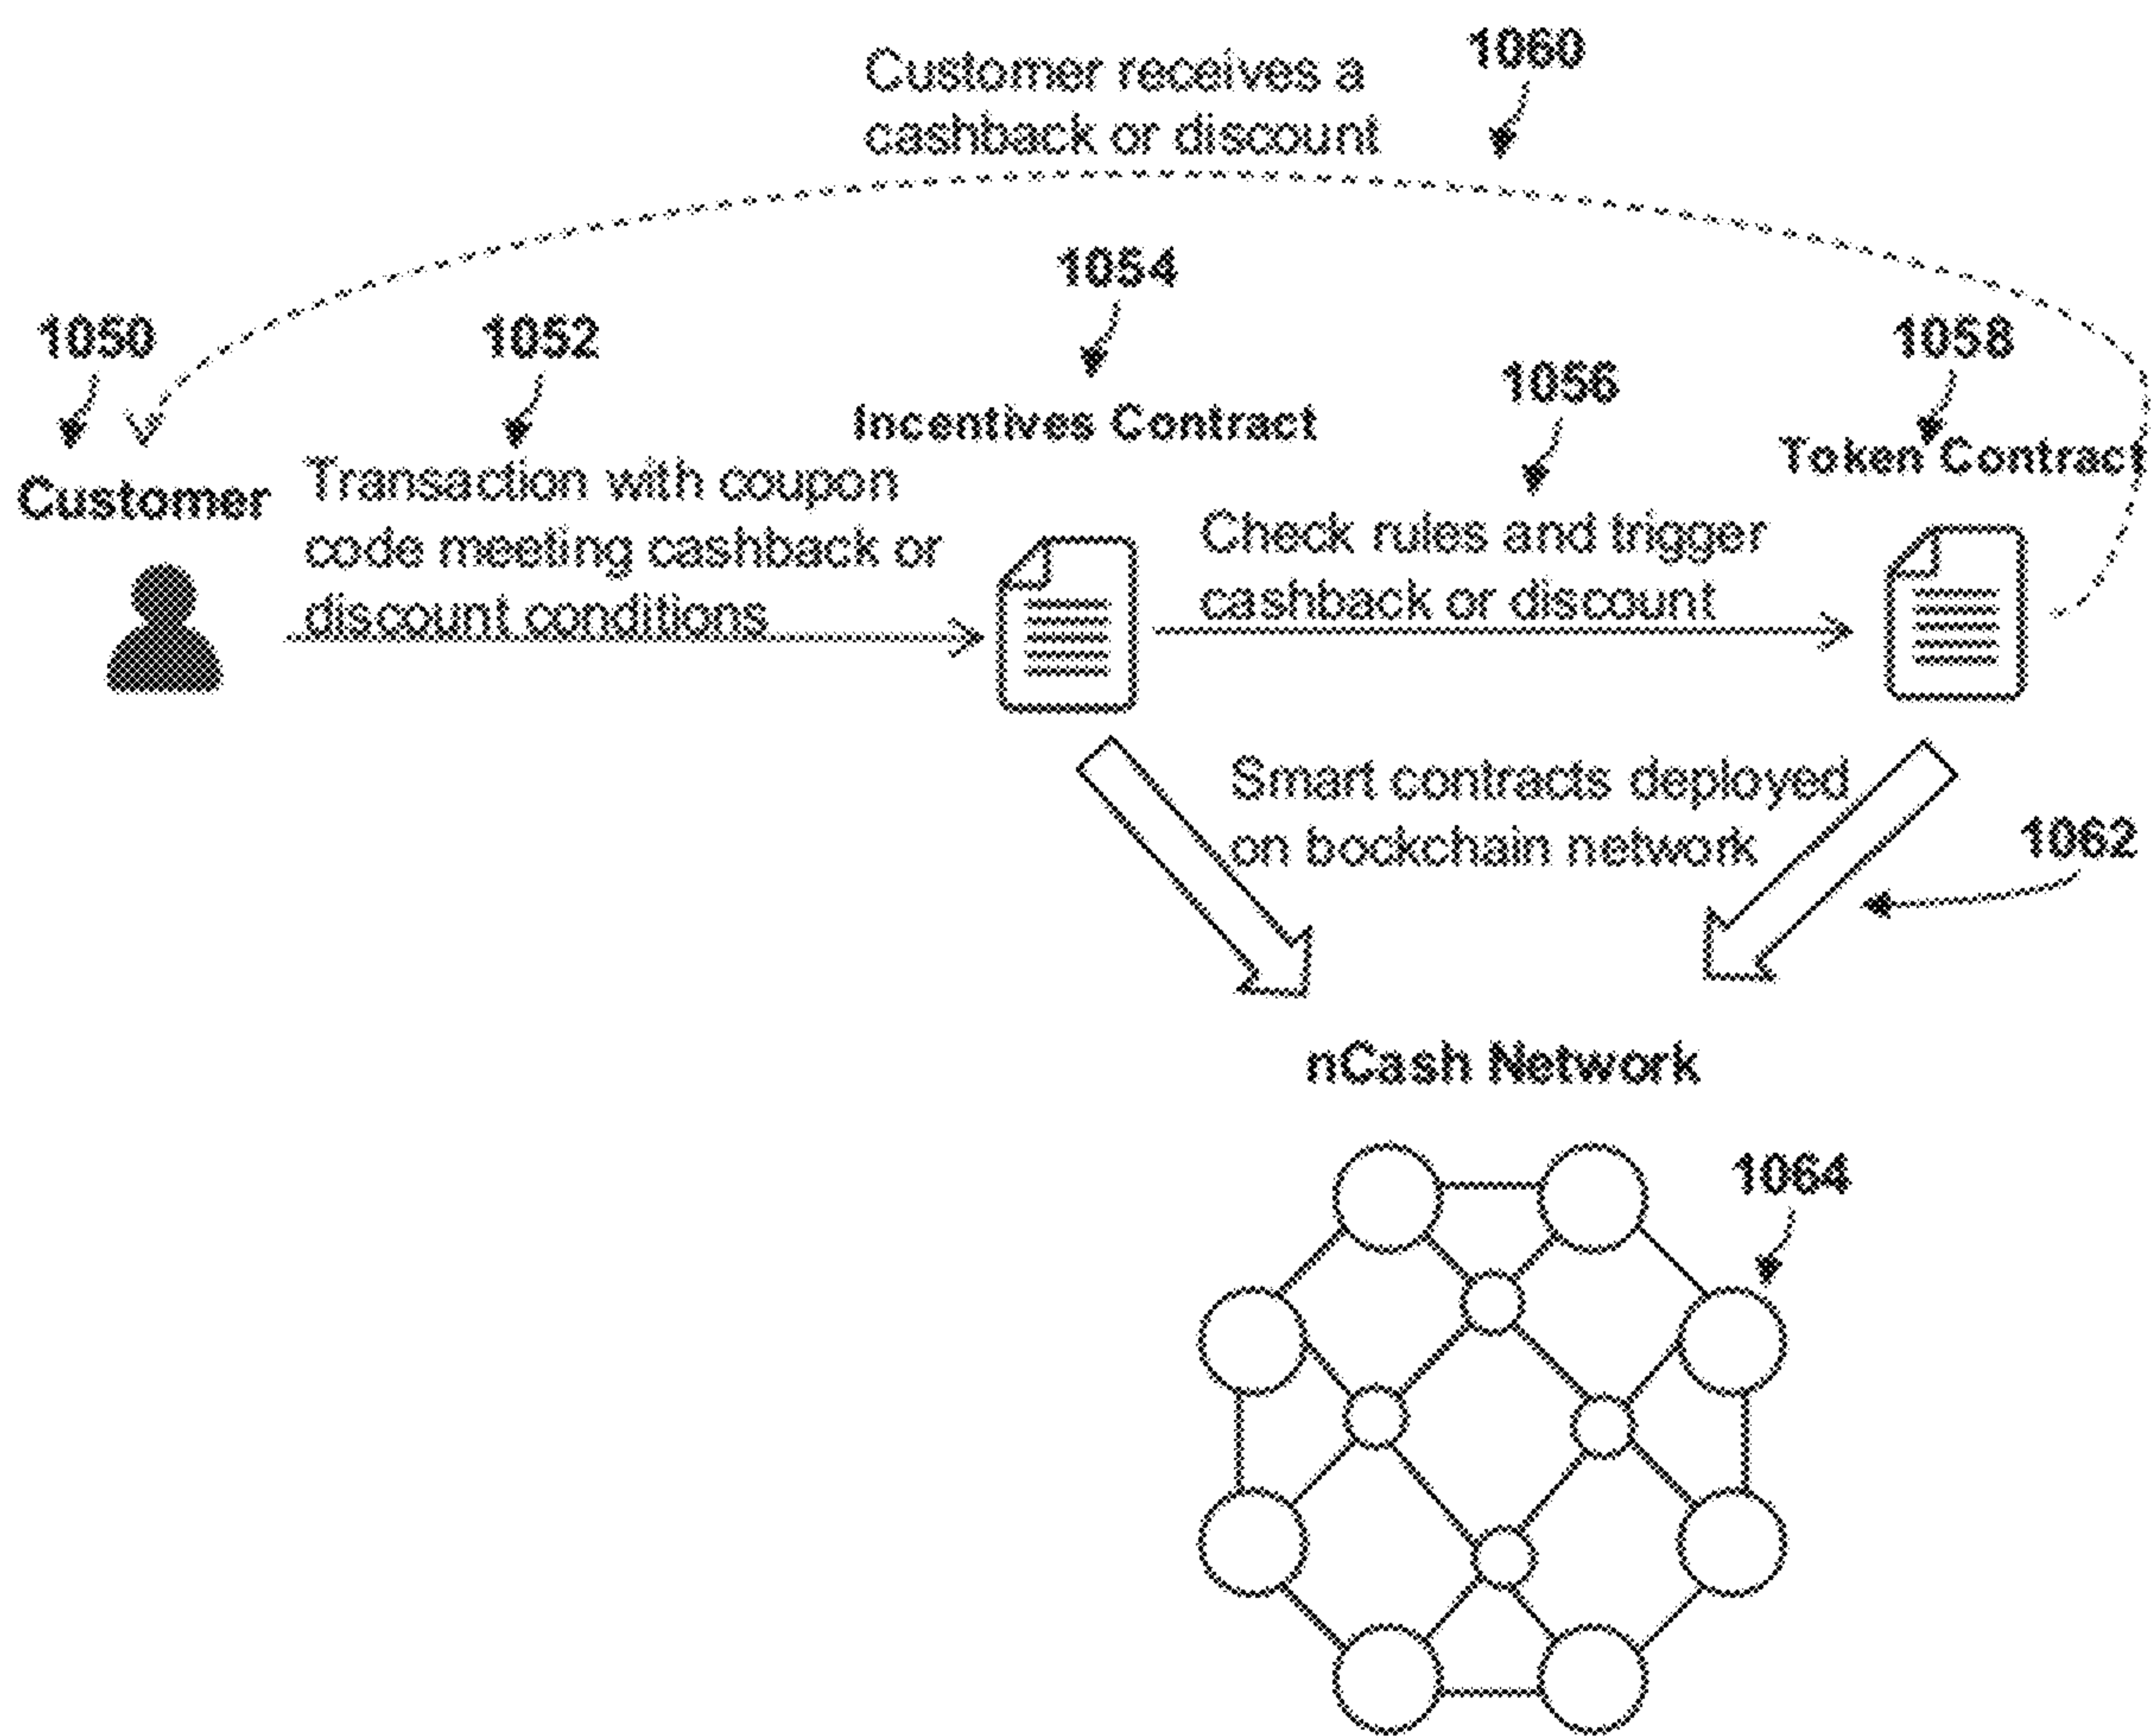 1060
Customer receives a
cashback or discount
1054
1050
1052
1056
1058
Incentives Contract
Token Contract
Customer
Transaction with coupon
code meeting cashback or
discount conditions
Check rules and trigger
cashback or discount
Smart contracts deployed
on bockchain network
1062
nCash Network
1064